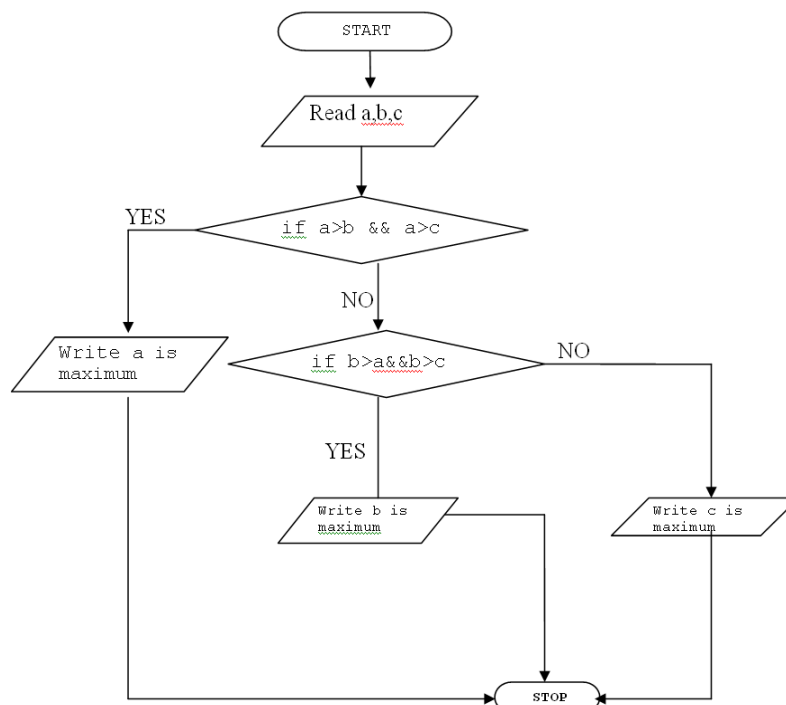 START
Read a,b,c
YES
if a>b && a>c
NO
if b>a&&b>c
NO
Write a is
maximum
YES
Write b is
maximum
Write c is
maximum
STOP